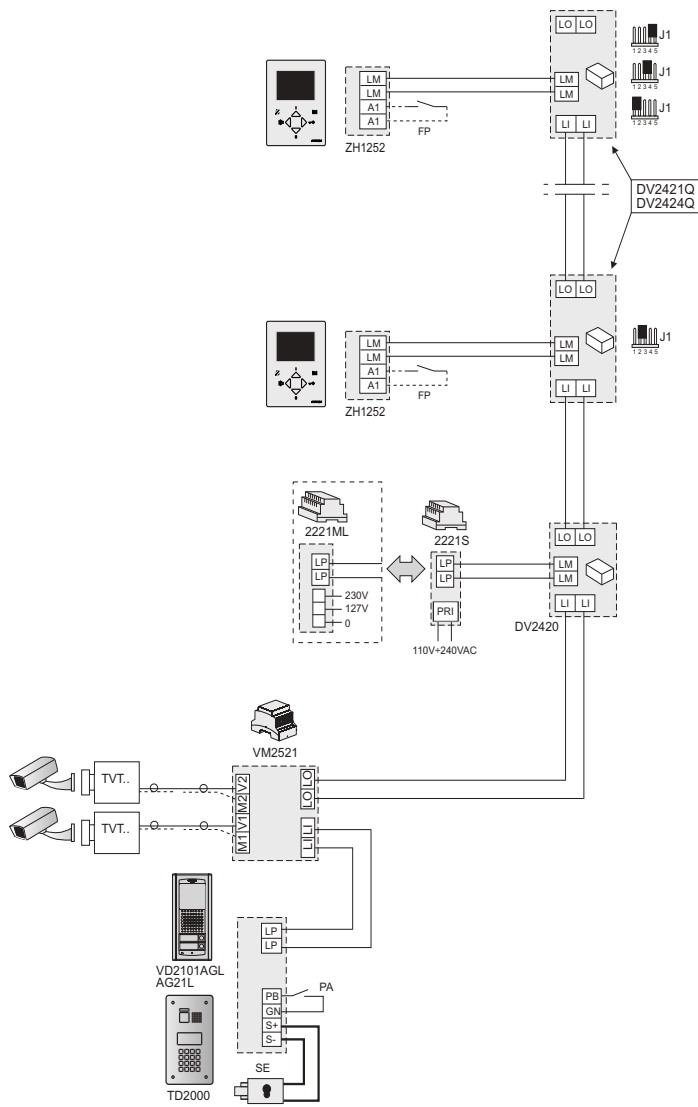 LO LO
J1
1 2 3 4 5
J1
1 2 3 4 5
J1
1 2 3 4 5
LM
LM
A1
A1
ZH1252
FP
LM
LM
LI LI
DV2421Q
DV2424Q
LO LO
J1
1 2 3 4 5
LM
LM
A1
A1
ZH1252
FP
LM
LM
LI LI
2221ML
LP
LP
230V
127V
0
2221S
LP
LP
PRI
110V÷240VAC
LO LO
LM
LM
LI LI
DV2420
VM2521
TVT..
TVT..
V2
M2
V1
M1
LO
LO
LI
LI
VD2101AGL
AG21L
TD2000
LP
LP
PB
GN
S+
S-
PA
SE